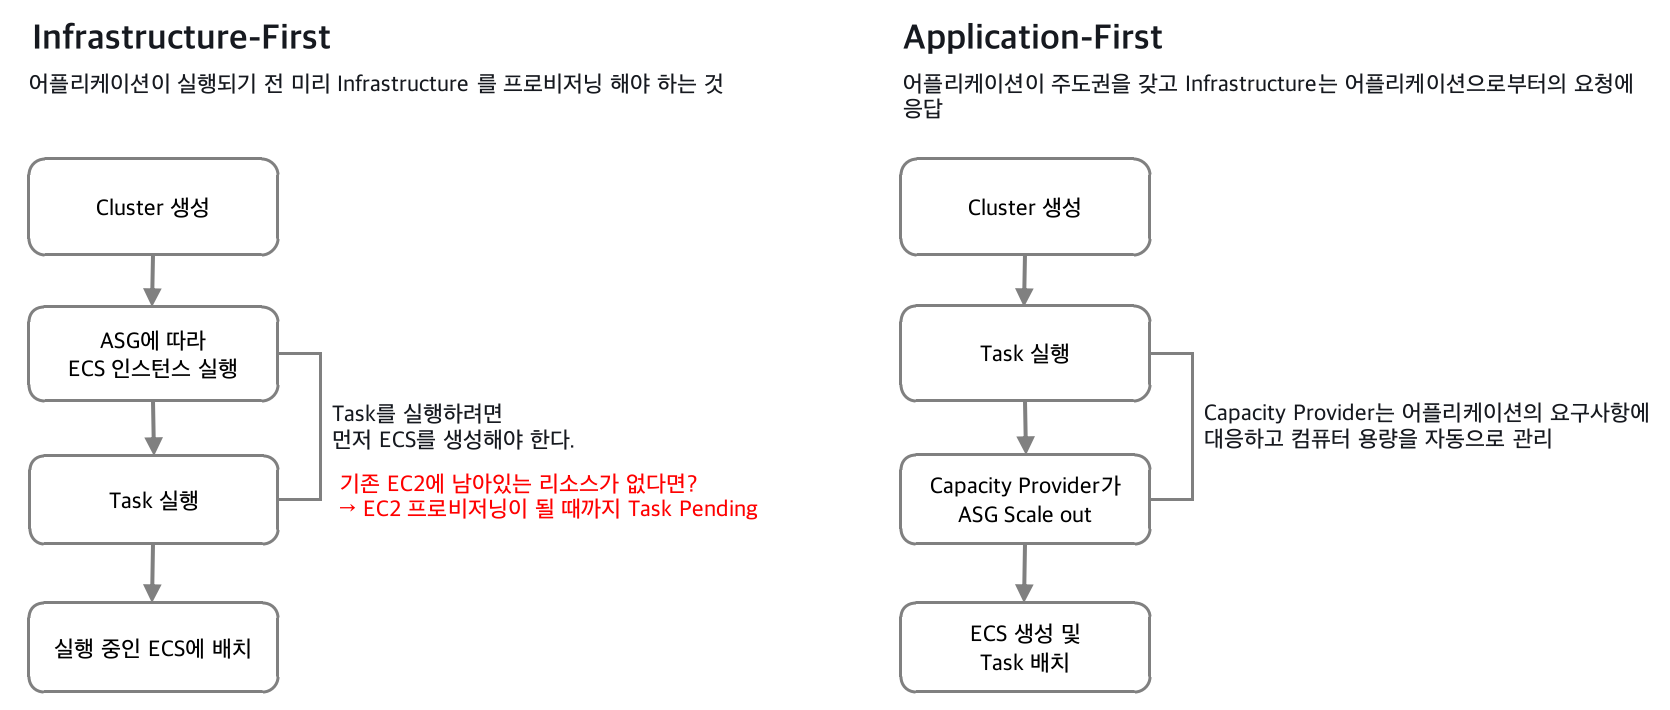 Infrastructure-First
어플리케이션이 실행되기 전 미리 Infrastructure 를 프로비저닝 해야 하는 것
Cluster 생성
ASG에 따라
ECS 인스턴스 실행
Task를 실행하려면
먼저 ECS를 생성해야 한다.
기존 EC2에 남아있는 리소스가 없다면?
→ EC2 프로비저닝이 될 때까지 Task Pending
Task 실행
실행 중인 ECS에 배치
Application-First
어플리케이션이 주도권을 갖고 Infrastructure는 어플리케이션으로부터의 요청에
응답
Cluster 생성
Task 실행
Capacity Provider는 어플리케이션의 요구사항에
대응하고 컴퓨터 용량을 자동으로 관리
Capacity Provider가
ASG Scale out
ECS 생성 및
Task 배치